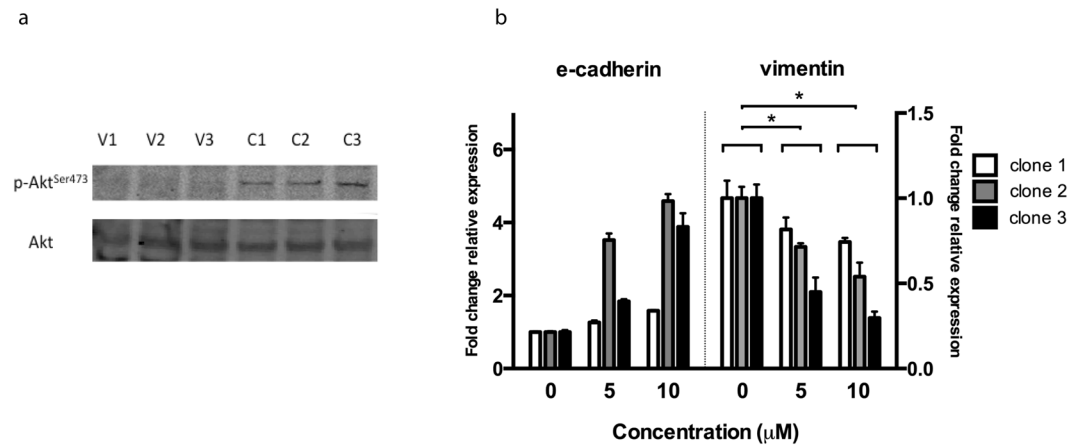 a
V1 V2 V3 C1 C2 C3
p-AktSer473
Akt
b
e-cadherin vimentin
* 
*
Fold change relative expression
6
4
2
0
1.5
1.0
0.5
0.0
Fold change relative expression
0 5 10 0 5 10
Concentration (μM)
clone 1
clone 2
clone 3